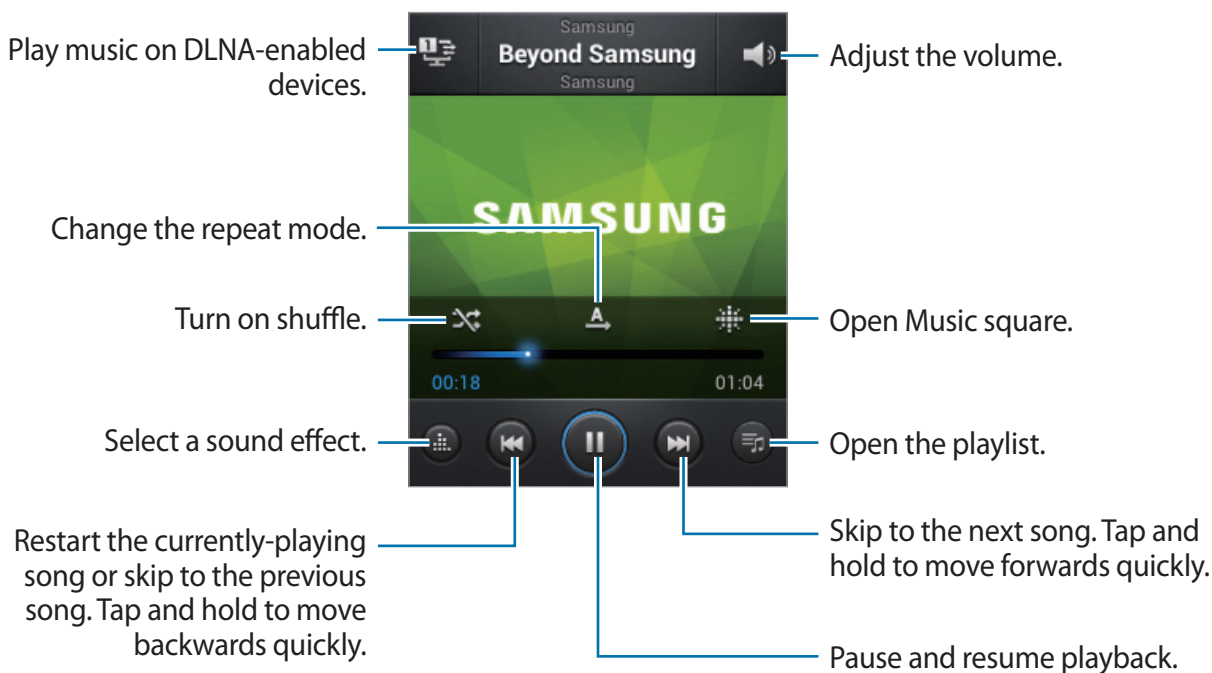 Play music on DLNA-enabled
devices.
1
Samsung
Beyond Samsung
Samsung
Adjust the volume.
SAMSUNG
Change the repeat mode.
A
Turn on shuffle.
Open Music square.
00:18
01:04
Select a sound effect.
Open the playlist.
Restart the currently-playing
song or skip to the previous
song. Tap and hold to move
backwards quickly.
Skip to the next song. Tap and
hold to move forwards quickly.
Pause and resume playback.